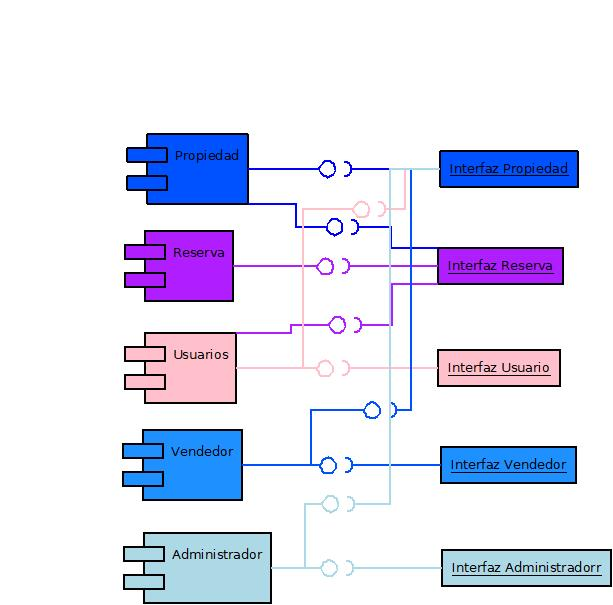 Propiedad
Interfaz Propiedad
Reserva
Interfaz Reserva
Usuarios
Interfaz Usuario
Vendedor
Interfaz Vendedor
Administrador
Interfaz Administradorr